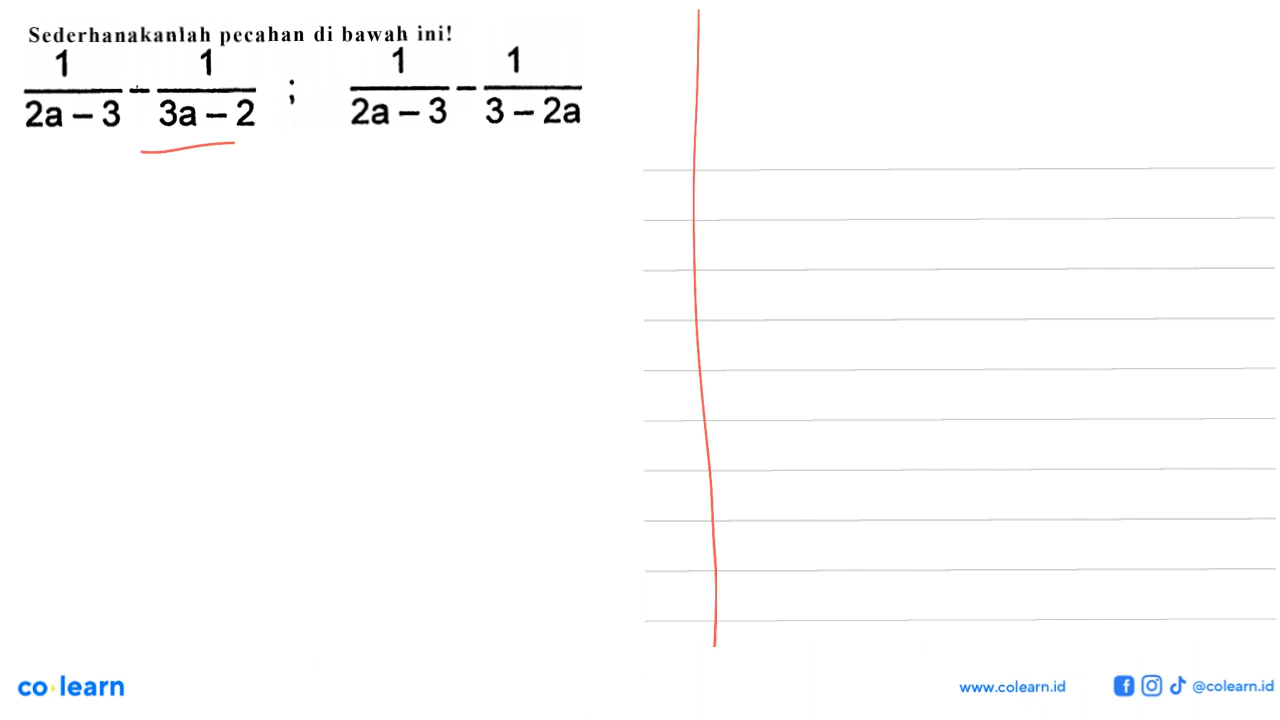 Sederhanakanlah pecahan di bawah ini!
1/(2a – 3) – 1/(3a – 2) ; 1/(2a – 3) – 1/(3 – 2a)
co learn
www.colearn.id @colearn.id